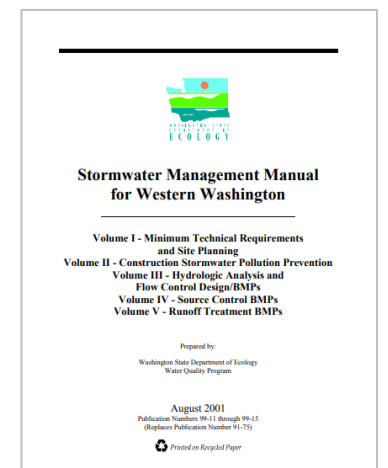 WASHINGTON STATE
DEPARTMENT OF
ECOLOGY
Stormwater Management Manual
for Western Washington
Volume I - Minimum Technical Requirements
and Site Planning
Volume II - Construction Stormwater Pollution Prevention
Volume III - Hydrologic Analysis and
Flow Control Design/BMPs
Volume IV - Source Control BMPs
Volume V - Runoff Treatment BMPs
Prepared by:
Washington State Department of Ecology
Water Quality Program
August 2001
Publication Numbers 99-11 through 99-15
(Replaces Publication Number 91-75)
Printed on Recycled Paper